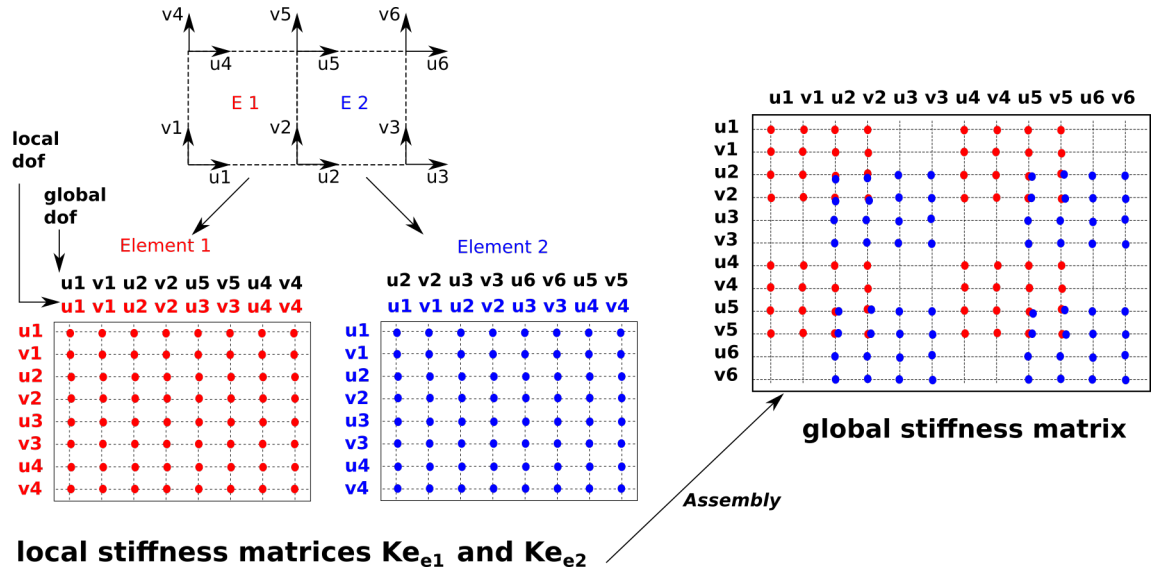 v4 v5 v6
u4 u5 u6
E 1 E 2
v1 v2 v3
u1 u2 u3
local
dof
global
dof
Element 1
u1 v1 u2 v2 u5 v5 u4 v4
u1 v1 u2 v2 u3 v3 u4 v4
u1
v1
u2
v2
u3
v3
u4
v4
Element 2
u2 v2 u3 v3 u6 v6 u5 v5
u1 v1 u2 v2 u3 v3 u4 v4
u1
v1
u2
v2
u3
v3
u4
v4
local stiffness matrices Ke_e1 and Ke_e2
Assembly
u1 v1 u2 v2 u3 v3 u4 v4 u5 v5 u6 v6
u1
v1
u2
v2
u3
v3
u4
v4
u5
v5
u6
v6
global stiffness matrix